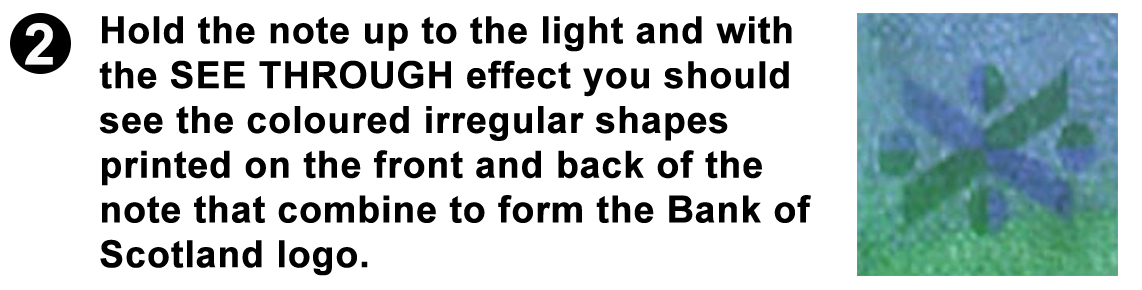 2 Hold the note up to the light and with
the SEE THROUGH effect you should
see the coloured irregular shapes
printed on the front and back of the
note that combine to form the Bank of
Scotland logo.